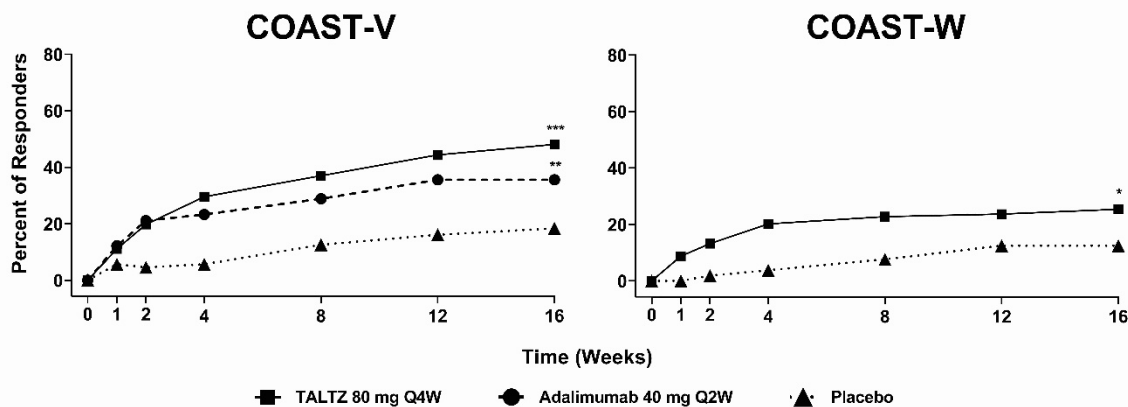 COAST-V
COAST-W
Percent of Responders
80
60
40
20
0
***
**
0 1 2 4 8 12 16
80
60
40
20
0
*
0 1 2 4 8 12 16
Time (Weeks)
TALTZ 80 mg Q4W
Adalimumab 40 mg Q2W
Placebo